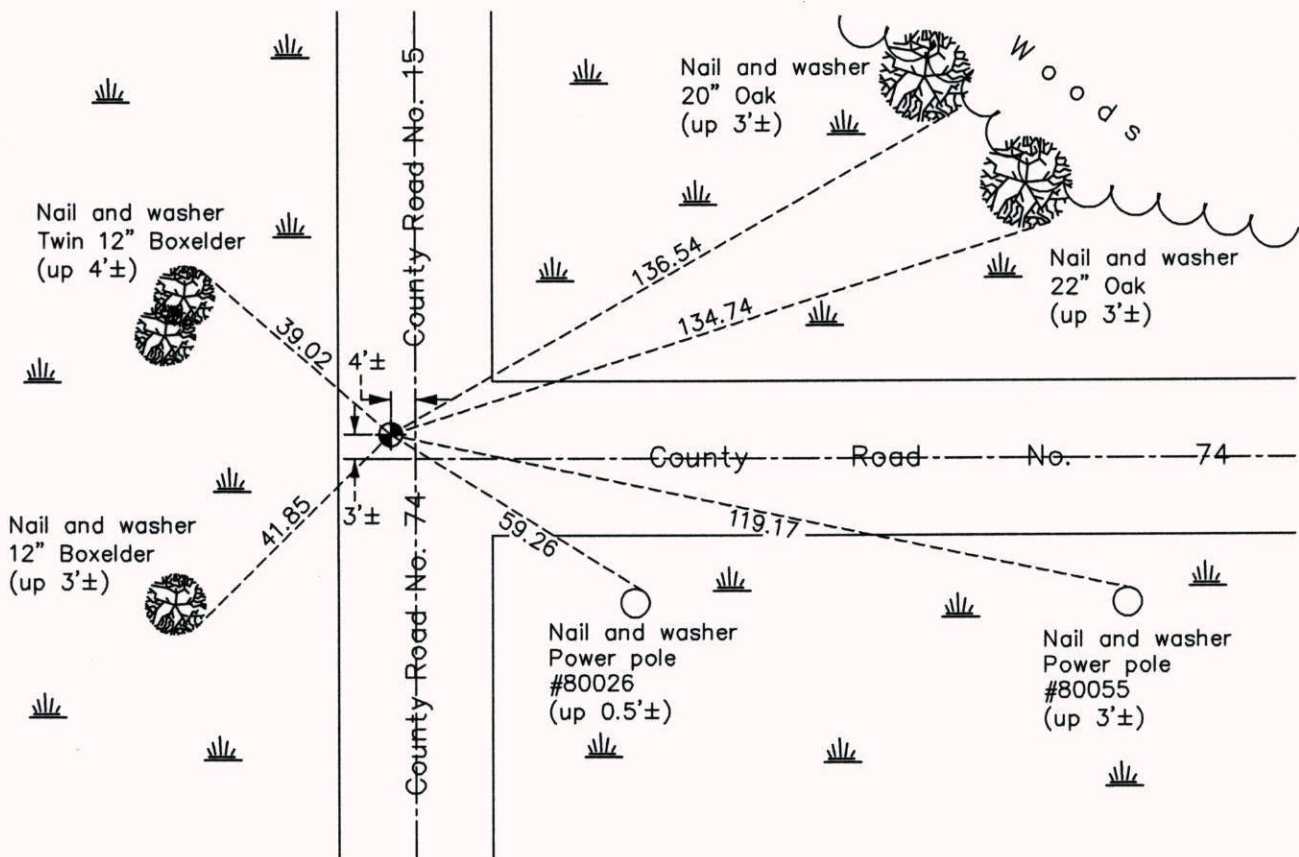 County Road No. 15
Woods
Nail and washer
20" Oak
(up 3'±)
Nail and washer
Twin 12" Boxelder
(up 4'±)
136.54
Nail and washer
22" Oak
(up 3'±)
134.74
39.02
4'±
County Road No. 74
3'±
41.85
Nail and washer
12" Boxelder
(up 3'±)
59.26
119.17
County Road No. 74
Nail and washer
Power pole
#80026
(up 0.5'±)
Nail and washer
Power pole
#80055
(up 3'±)